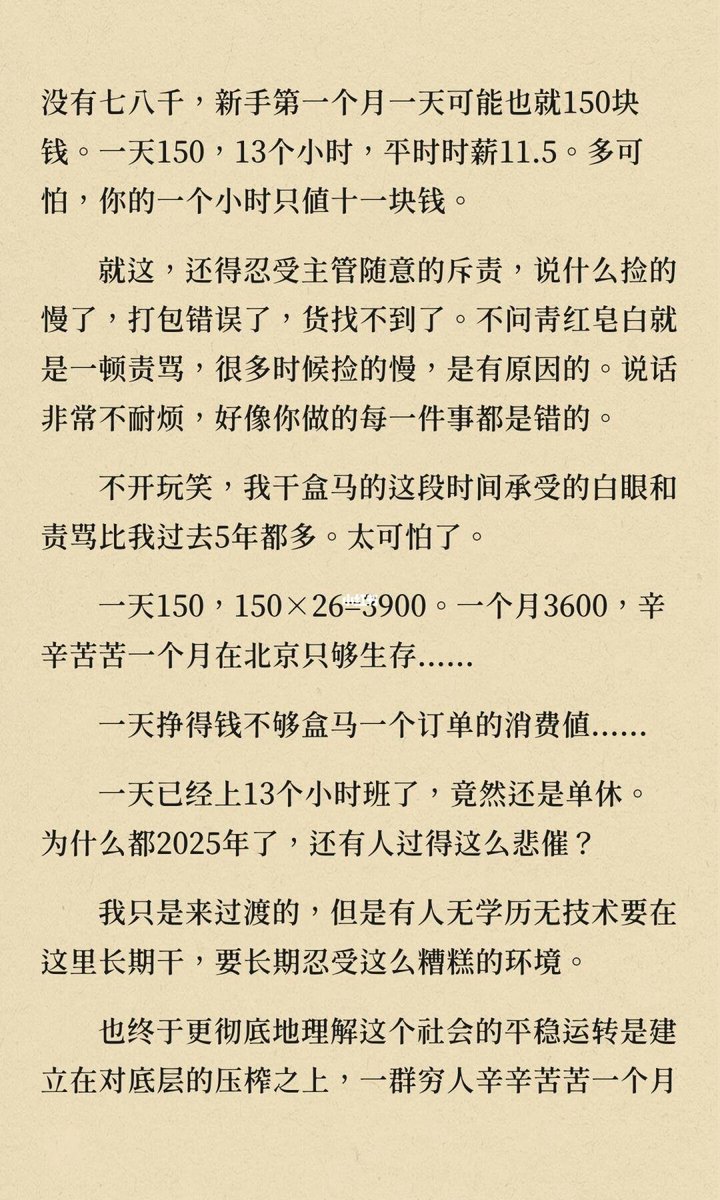 没有七八千，新手第一个月一天可能也就150块
钱。一天150，13个小时，平时时薪11.5。多可
怕，你的一个小时只值十一块钱。
就这，还得忍受主管随意的斥责，说什么捡的
慢了，打包错误了，货找不到了。不问青红皂白就
是一顿责骂，很多时候捡的慢，是有原因的。说话
非常不耐烦，好像你做的每一件事都是错的。
不开玩笑，我干盒马的这段时间承受的白眼和
责骂比我过去5年都多。太可怕了。
一天150，150×26=3900。一个月3600，辛
辛苦苦一个月在北京只够生存……
一天挣得钱不够盒马一个订单的消费值……
一天已经上13个小时班了，竟然还是单休。
为什么都2025年了，还有人过得这么悲催？
我只是来过渡的，但是有人无学历无技术要在
这里长期干，要长期忍受这么糟糕的环境。
也终于更彻底地理解这个社会的平稳运转是建
立在对底层的压榨之上，一群穷人辛辛苦苦一个月